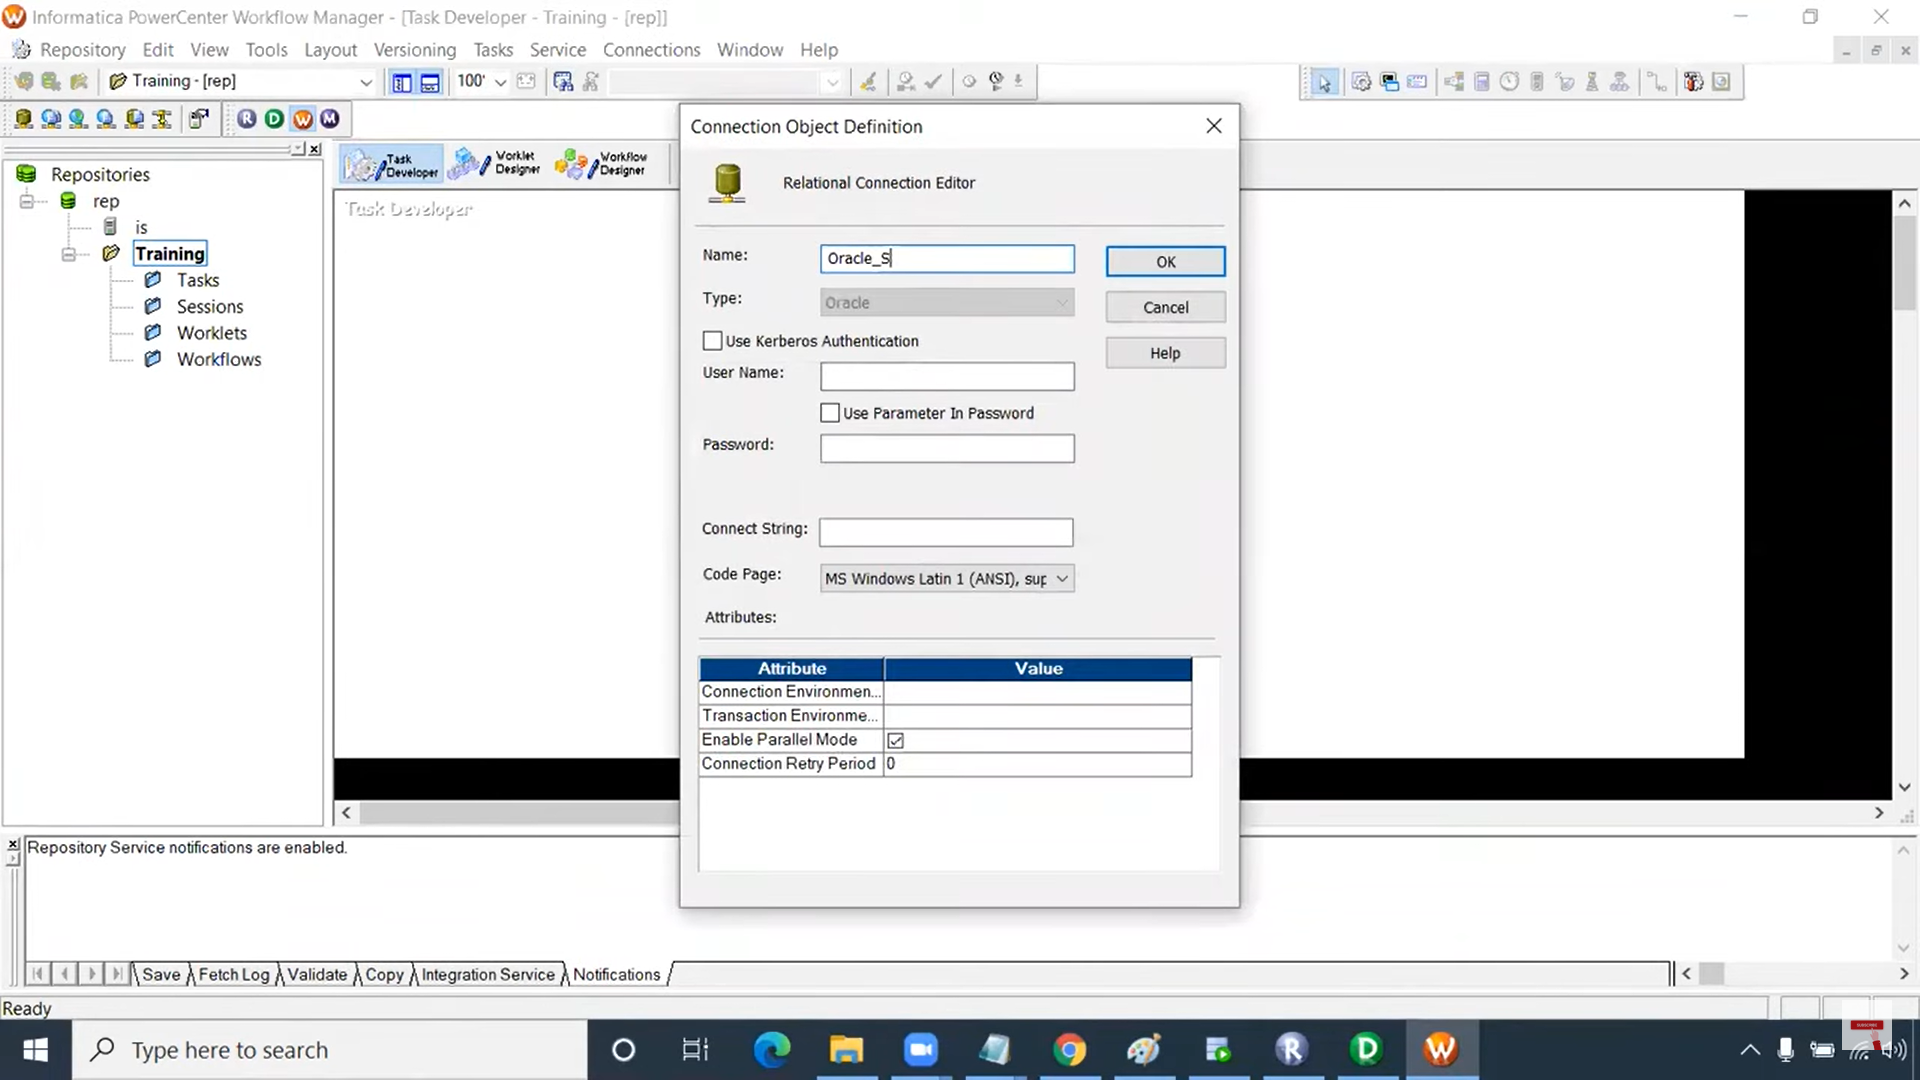 Informatica PowerCenter Workflow Manager - [Task Developer - Training - [rep]]
Repository Edit View Tools Layout Versioning Tasks Service Connections Window Help
Training - [rep]
100'
R D W M
Repositories
rep
is
Training
Tasks
Sessions
Worklets
Workflows
Task Developer
Worklet Designer
Workflow Designer
Task Developer
Connection Object Definition
Relational Connection Editor
Name: Oracle_S
OK
Type: Oracle
Cancel
Use Kerberos Authentication
Help
User Name:
Use Parameter In Password
Password:
Connect String:
Code Page: MS Windows Latin 1 (ANSI), sup
Attributes:
Attribute Value
Connection Environmen...
Transaction Environme...
Enable Parallel Mode
Connection Retry Period 0
Repository Service notifications are enabled.
Save Fetch Log Validate Copy Integration Service Notifications
Ready
Type here to search
R D W